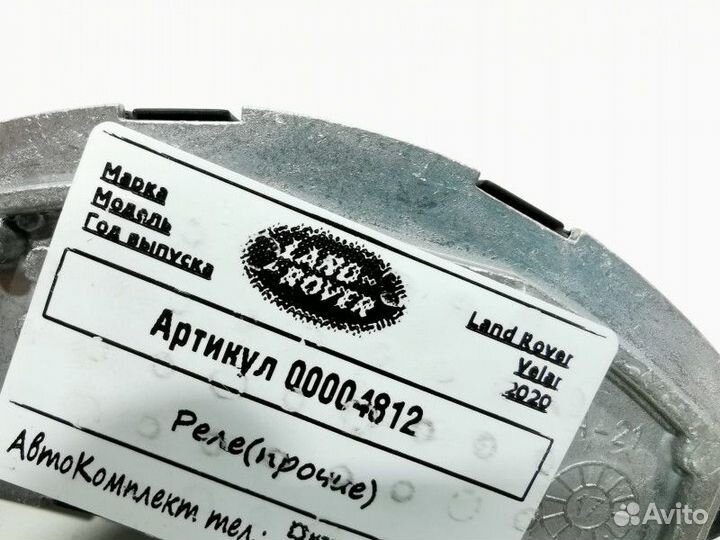 Марка
Модель
Год выпуска
LAND-
ROVER
Land Rover
Velar
2020
Артикул 00004812
Реле(прочие)
АвтоКомплект тел.:
Avito